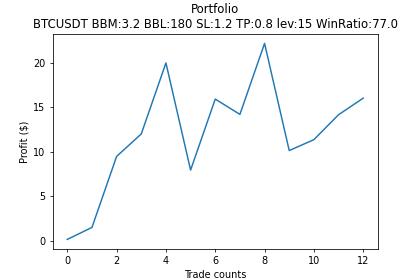 Portfolio
BTCUSDT BBM:3.2 BBL:180 SL:1.2 TP:0.8 lev:15 WinRatio:77.0
20
15
10
5
0
Profit ($)
0 2 4 6 8 10 12
Trade counts